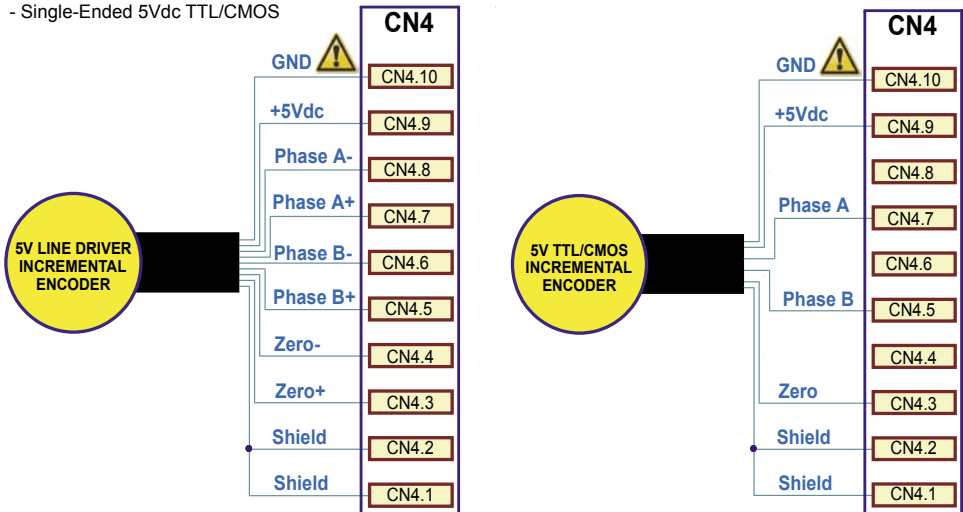 - Single-Ended 5Vdc TTL/CMOS
CN4
GND
CN4.10
+5Vdc
CN4.9
Phase A-
CN4.8
Phase A+
CN4.7
Phase B-
CN4.6
Phase B+
CN4.5
Zero-
CN4.4
Zero+
CN4.3
Shield
CN4.2
Shield
CN4.1
5V LINE DRIVER
INCREMENTAL
ENCODER
CN4
GND
CN4.10
+5Vdc
CN4.9
CN4.8
Phase A
CN4.7
CN4.6
Phase B
CN4.5
CN4.4
Zero
CN4.3
Shield
CN4.2
Shield
CN4.1
5V TTL/CMOS
INCREMENTAL
ENCODER